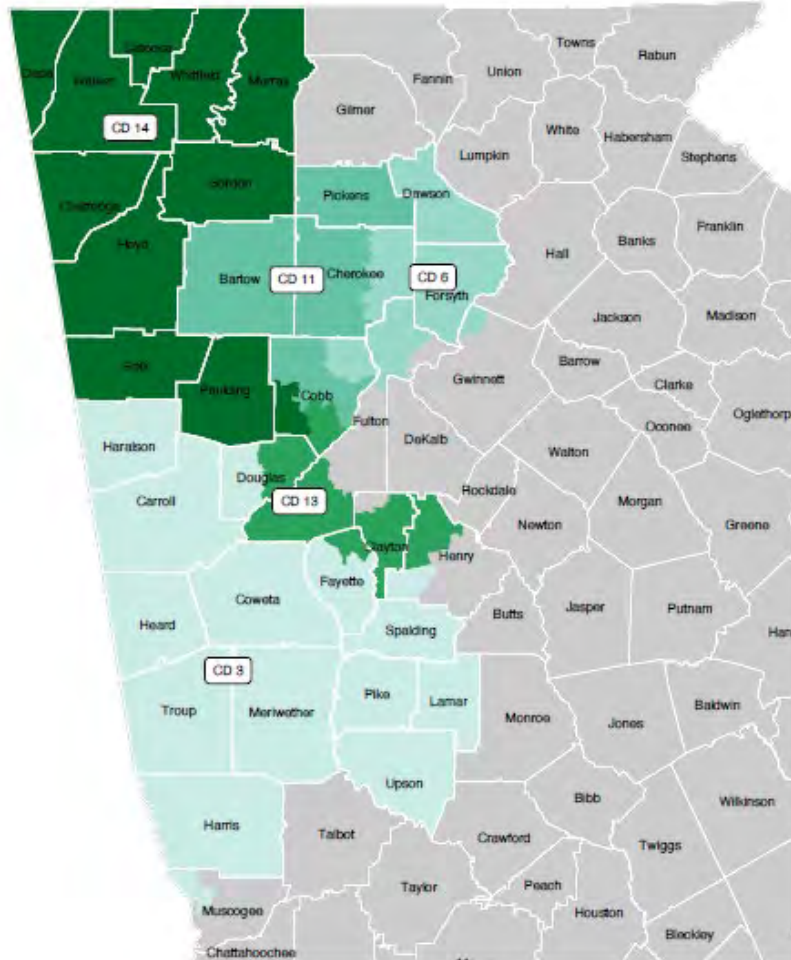 Towns
Rabun
Union
Fannin
Catoosa
Dade
Walker
Whitfield
Murray
Gilmer
White
Habersham
CD 14
Lumpkin
Stephens
Gordon
Pickens
Dawson
Chattooga
Franklin
Floyd
Banks
Hall
Bartow
CD 11
Cherokee
CD 6
Forsyth
Jackson
Madison
Barrow
Polk
Gwinnett
Clarke
Paulding
Cobb
Oglethorp
Fulton
Oconee
DeKalb
Haralson
Walton
Douglas
Rockdale
Carroll
CD 13
Morgan
Newton
Greene
Clayton
Henry
Fayette
Coweta
Jasper
Putnam
Butts
Heard
Spalding
Han
CD 3
Pike
Lamar
Troup
Meriwether
Baldwin
Monroe
Jones
Upson
Bibb
Wilkinson
Harris
Talbot
Crawford
Twiggs
Taylor
Peach
Muscogee
Houston
Bleckley
Chattahoochee